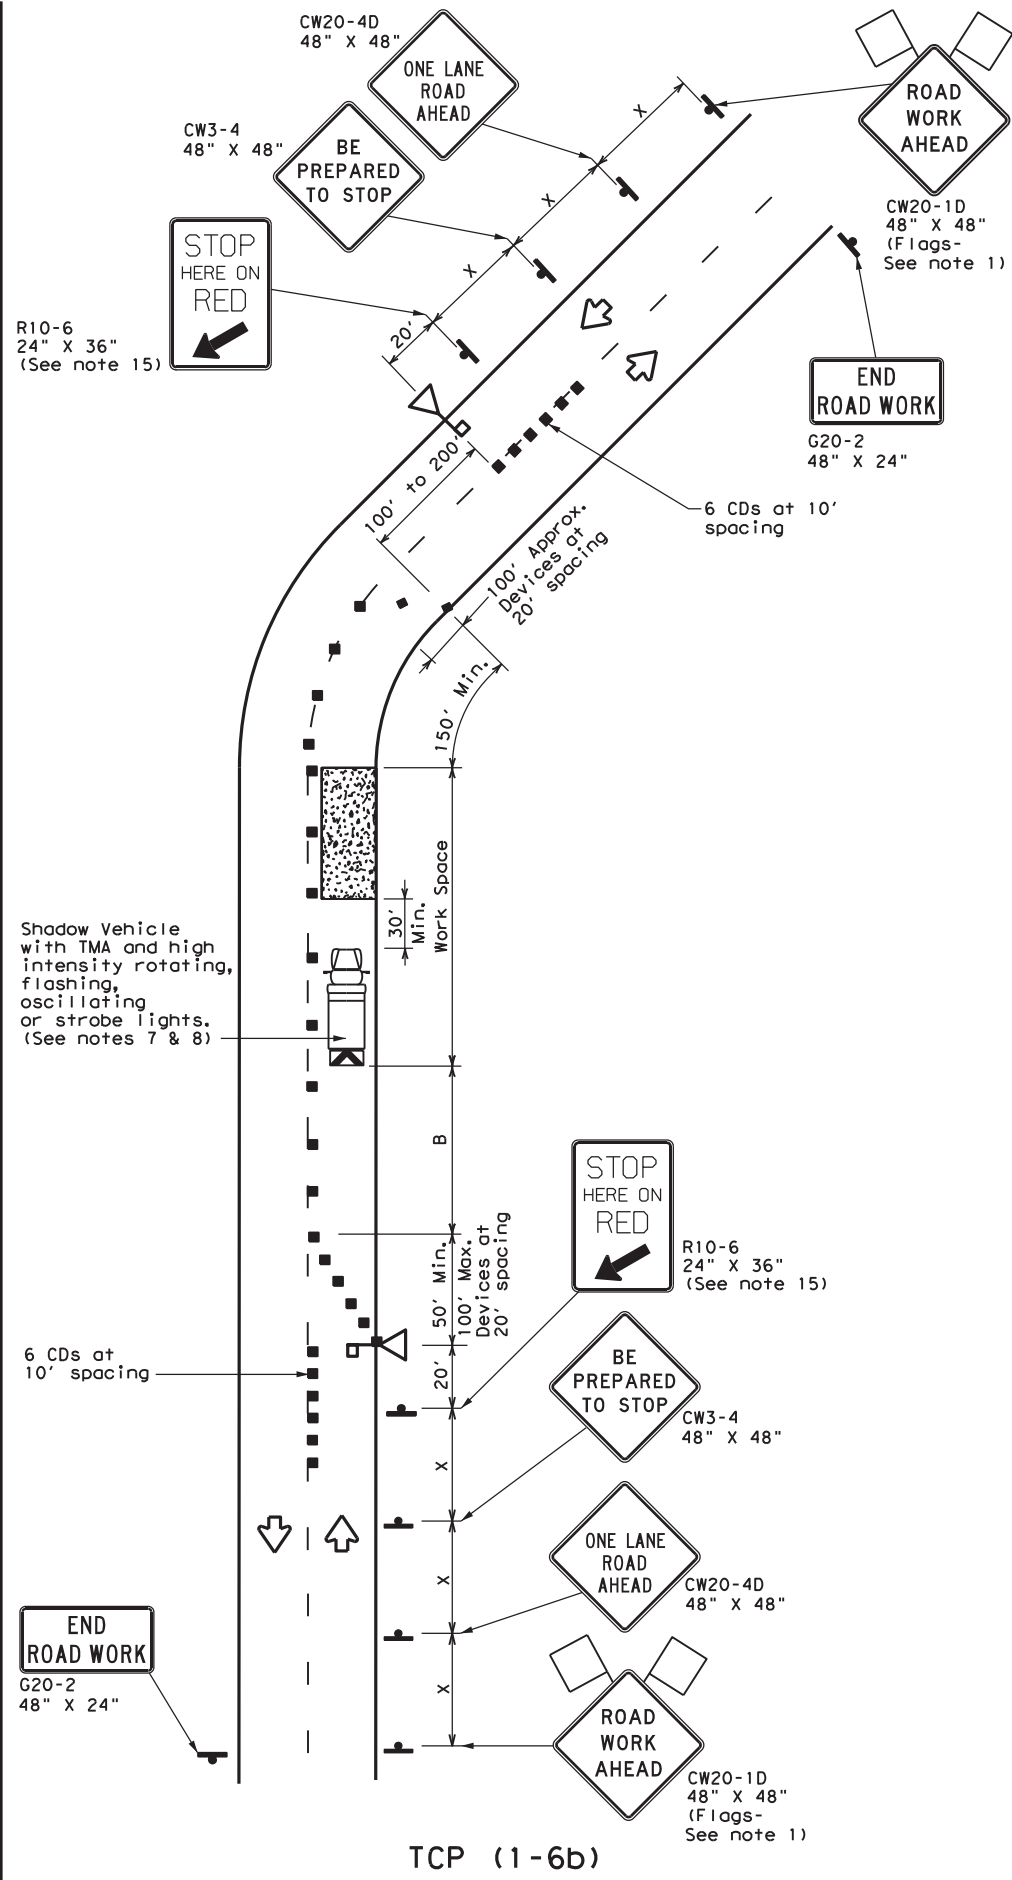 CW20-4D
48" X 48"
ONE LANE
ROAD
AHEAD
CW3-4
48" X 48"
BE
PREPARED
TO STOP
ROAD
WORK
AHEAD
CW20-1D
48" X 48"
(Flags-
See note 1)
STOP
HERE ON
RED
R10-6
24" X 36"
(See note 15)
X
X
X
20'
END
ROAD WORK
G20-2
48" X 24"
100' to 200'
6 CDs at 10'
spacing
100' Approx.
Devices at
20' spacing
150' Min.
Work Space
30'
Min.
Shadow Vehicle
with TMA and high
intensity rotating,
flashing,
oscillating
or strobe lights.
(See notes 7 & 8)
B
50' Min.
100' Max.
Devices at
20' spacing
STOP
HERE ON
RED
R10-6
24" X 36"
(See note 15)
6 CDs at
10' spacing
20'
BE
PREPARED
TO STOP
CW3-4
48" X 48"
X
X
X
ONE LANE
ROAD
AHEAD
CW20-4D
48" X 48"
END
ROAD WORK
G20-2
48" X 24"
ROAD
WORK
AHEAD
CW20-1D
48" X 48"
(Flags-
See note 1)
TCP (1-6b)